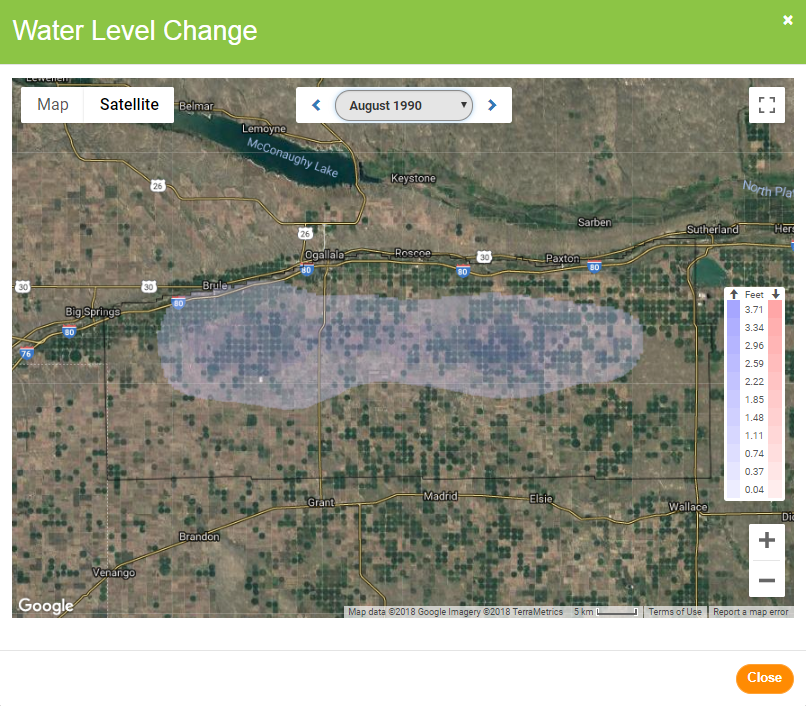 Water Level Change
×
Lewellen
Map
Satellite
August 1990
Belmar
Lemoyne
McConaughy Lake
26
Keystone
North Pla
Sarben
26
Sutherland
Her
Ogallala
Roscoe
30
Paxton
80
80
80
30
30
Brule
80
Big Springs
80
76
Feet
3.71
3.34
2.96
2.59
2.22
1.85
1.48
1.11
0.74
0.37
0.04
Grant
Madrid
Elsie
Wallace
Di
Brandon
Venango
Google
Map data ©2018 Google Imagery ©2018 TerraMetrics
5 km
Terms of Use
Report a map error
Close